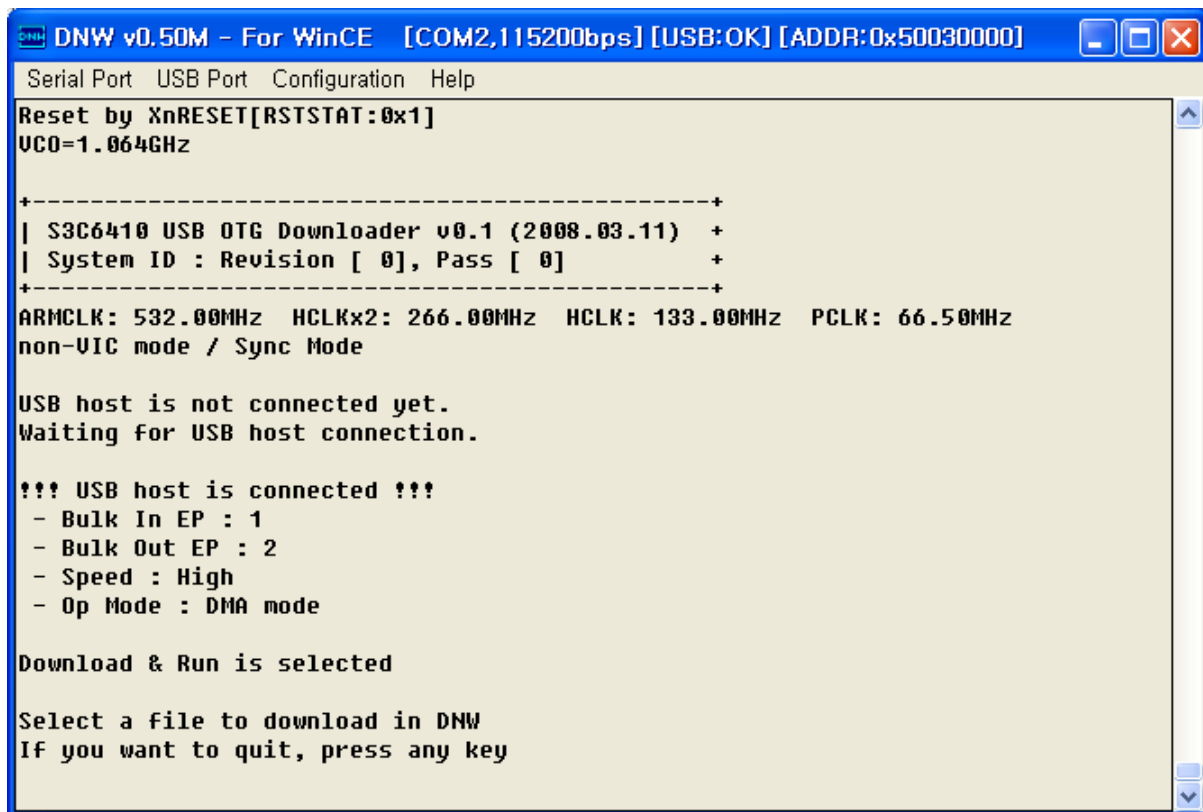 DNW v0.50M - For WinCE [COM2,115200bps] [USB:OK] [ADDR:0x50030000]
Serial Port USB Port Configuration Help
Reset by XnRESET[RSTSTAT:0x1]
VCO=1.064GHz
+-----------------------------------------------+
| S3C6410 USB OTG Downloader v0.1 (2008.03.11) +
| System ID : Revision [ 0], Pass [ 0] +
+-----------------------------------------------+
ARMCLK: 532.00MHz HCLKx2: 266.00MHz HCLK: 133.00MHz PCLK: 66.50MHz
non-VIC mode / Sync Mode
USB host is not connected yet.
Waiting for USB host connection.
!!! USB host is connected !!!
- Bulk In EP : 1
- Bulk Out EP : 2
- Speed : High
- Op Mode : DMA mode
Download & Run is selected
Select a file to download in DNW
If you want to quit, press any key